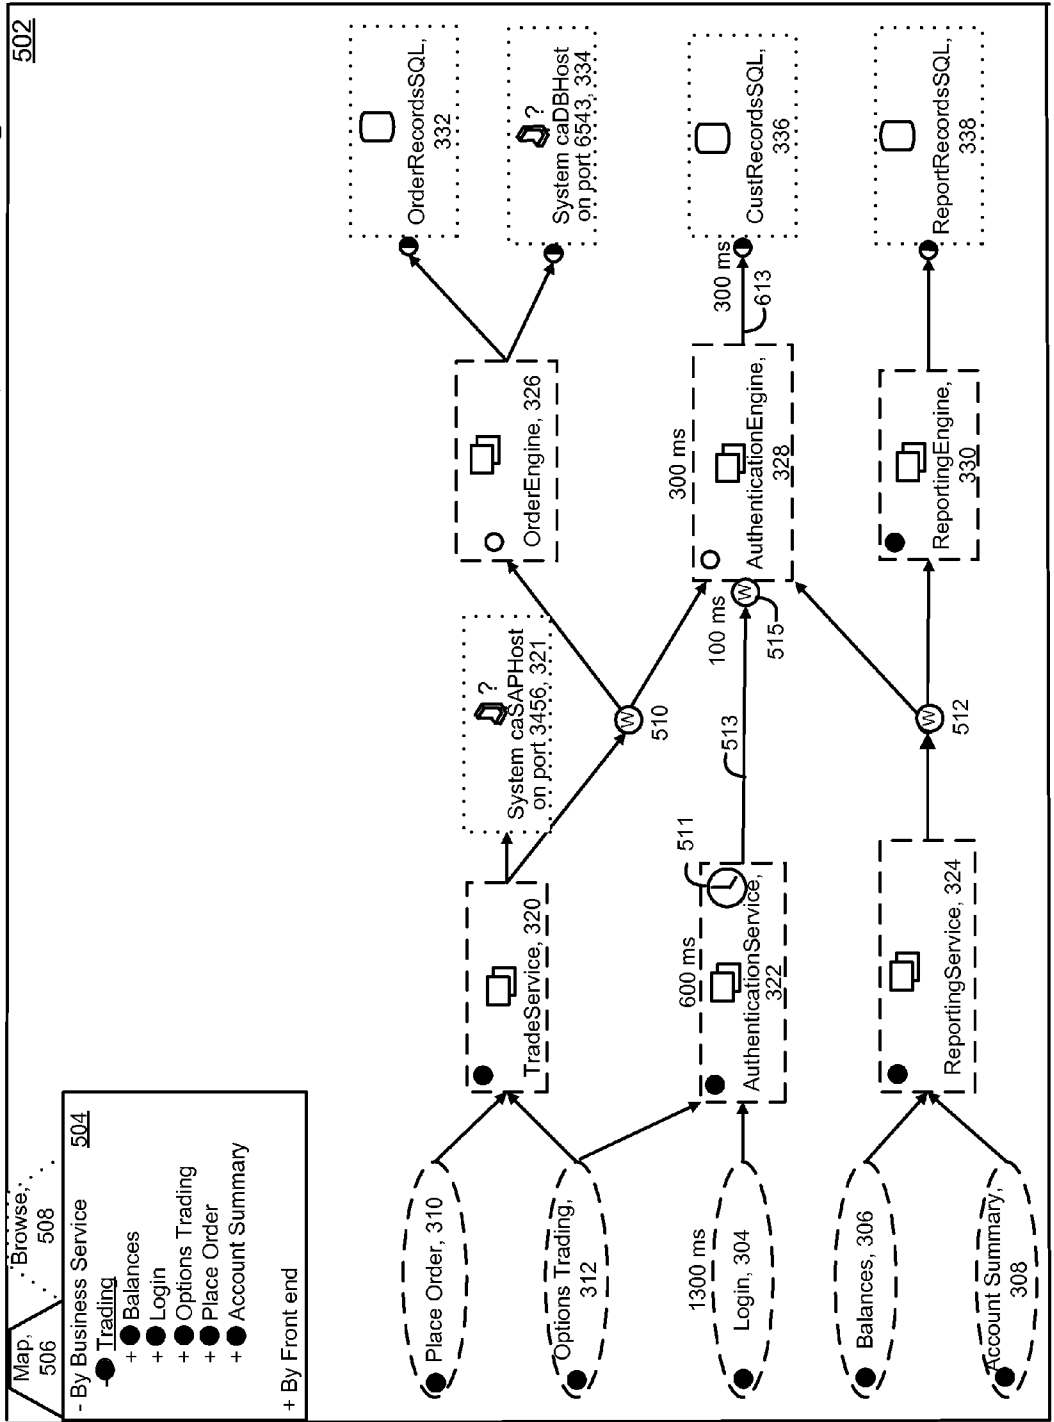 502
Map,
506
Browse,
508
- By Business Service 504
Trading
+ Balances
+ Login
+ Options Trading
+ Place Order
+ Account Summary
+ By Front end
Place Order, 310
Options Trading,
312
1300 ms
Login, 304
Balances, 306
Account Summary,
308
TradeService, 320
600 ms
511
AuthenticationService,
322
ReportingService, 324
?
System caSAPHost
on port 3456, 321
W
510
513
100 ms
W
515
W
512
OrderEngine, 326
300 ms
AuthenticationEngine,
328
ReportingEngine,
330
300 ms
613
OrderRecordsSQL,
332
?
System caDBHost
on port 6543, 334
CustRecordsSQL,
336
ReportRecordsSQL,
338